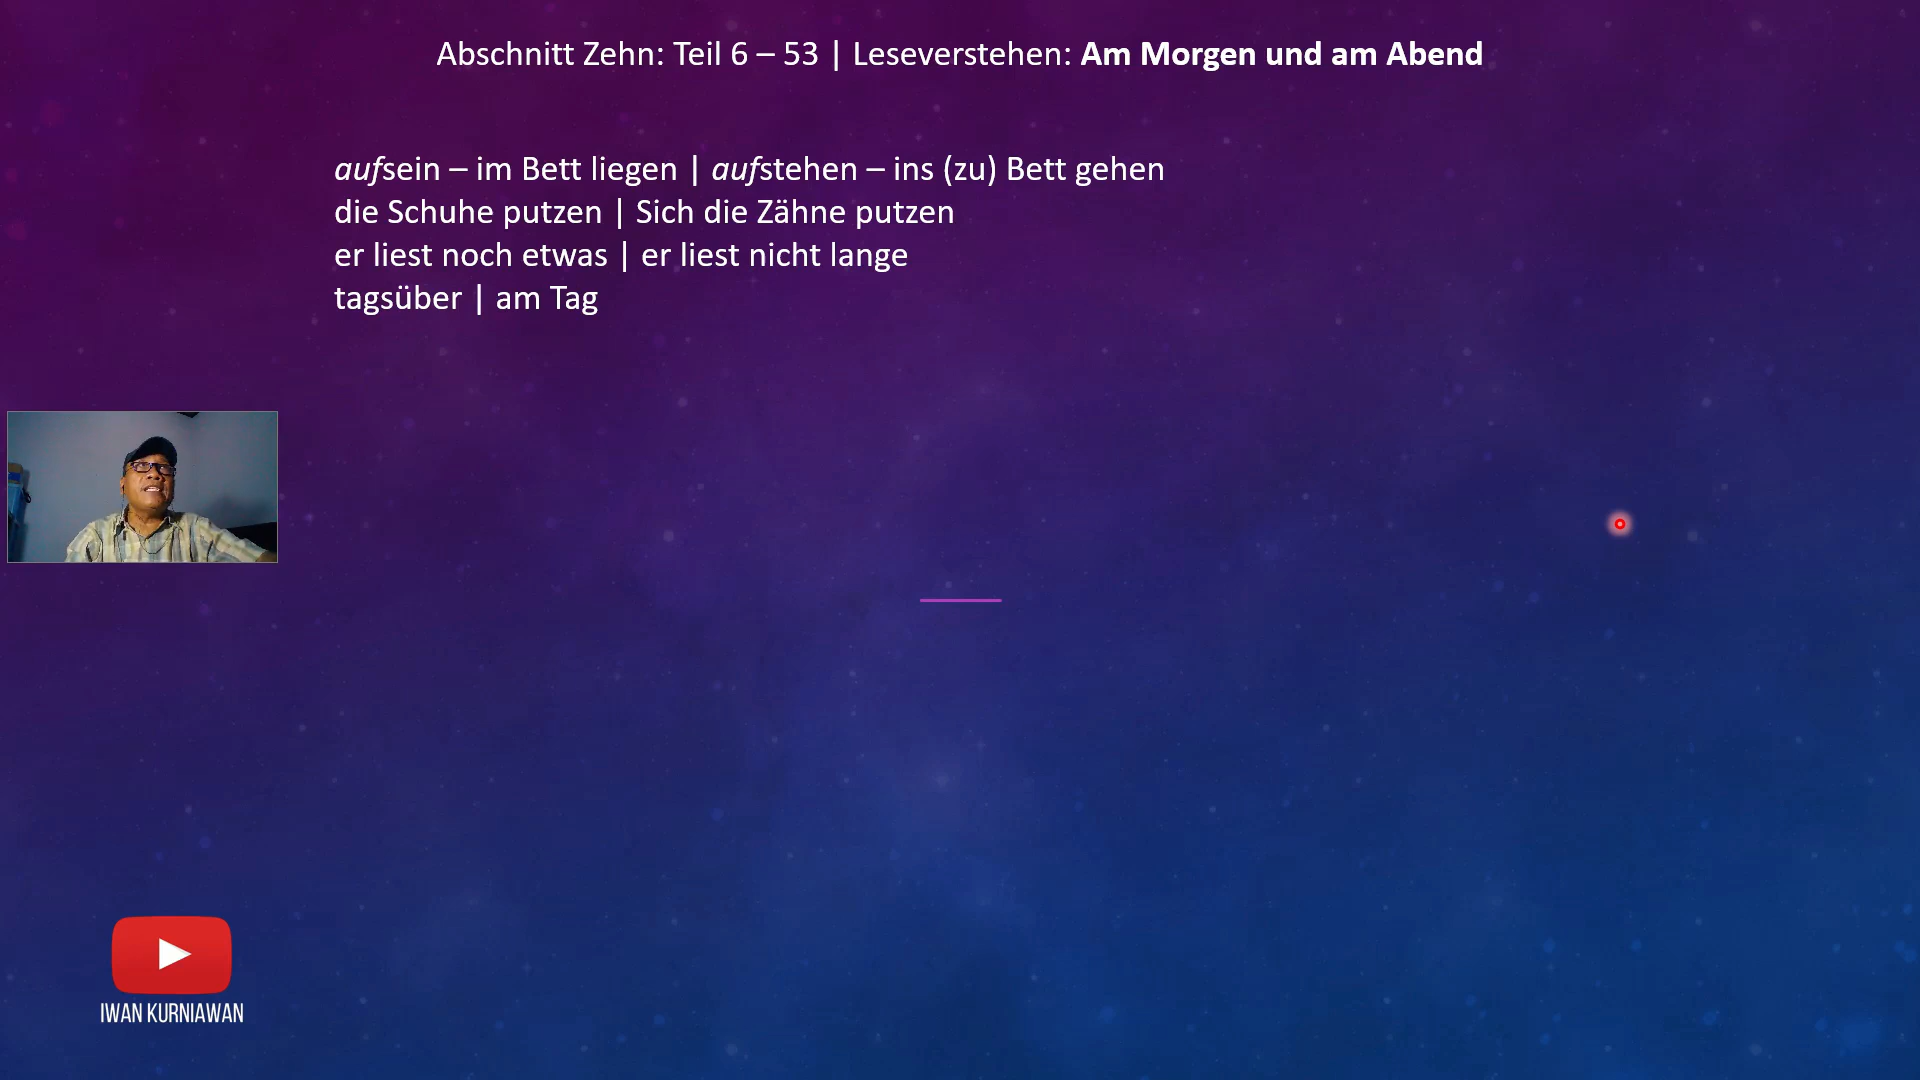 Abschnitt Zehn: Teil 6 – 53 | Leseverstehen: Am Morgen und am Abend
aufsein – im Bett liegen | aufstehen – ins (zu) Bett gehen
die Schuhe putzen | Sich die Zähne putzen
er liest noch etwas | er liest nicht lange
tagsüber | am Tag
IWAN KURNIAWAN